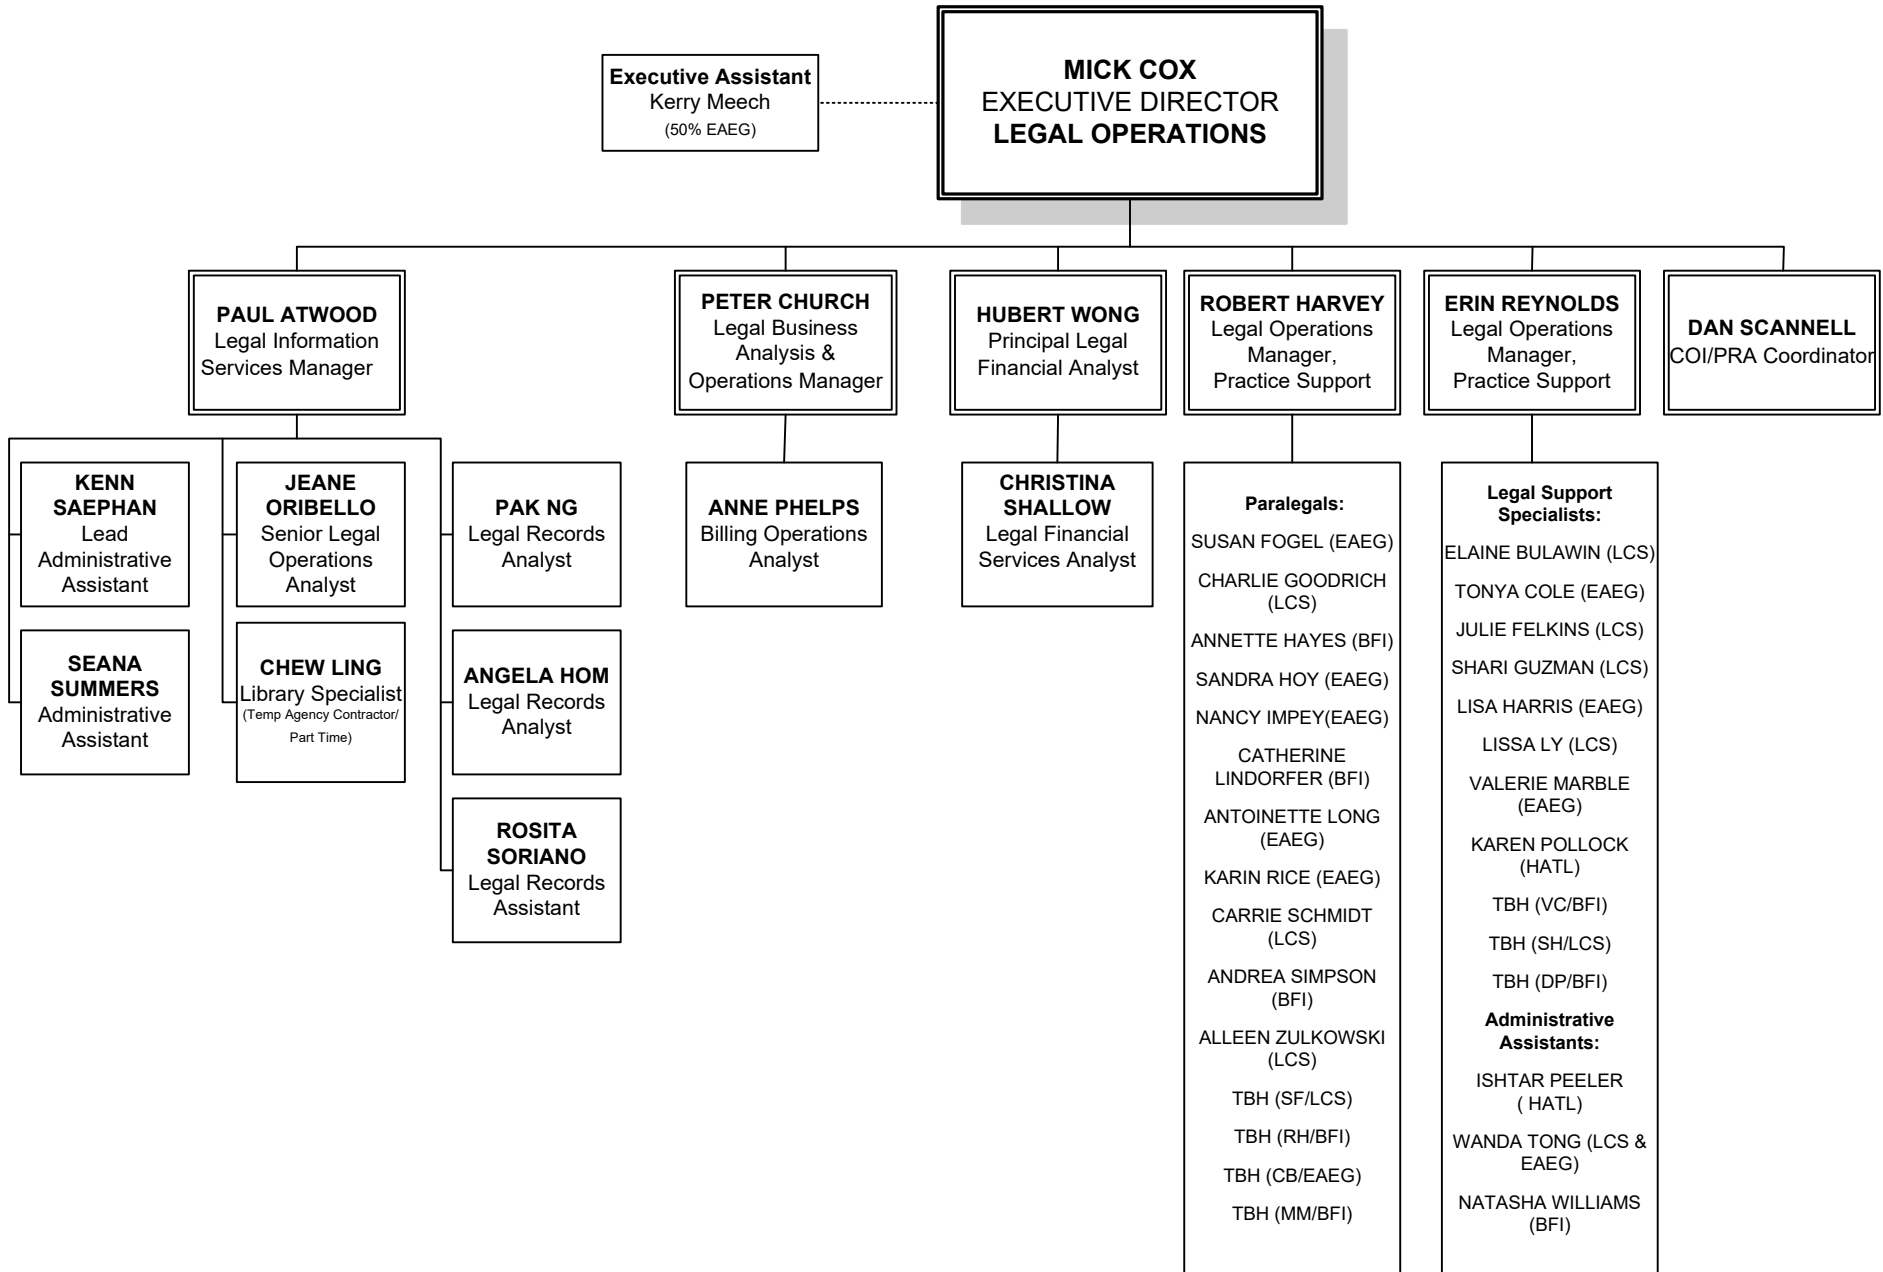 Executive Assistant
Kerry Meech
(50% EAEG)
MICK COX
EXECUTIVE DIRECTOR
LEGAL OPERATIONS
PAUL ATWOOD
Legal Information
Services Manager
PETER CHURCH
Legal Business
Analysis &
Operations Manager
HUBERT WONG
Principal Legal
Financial Analyst
ROBERT HARVEY
Legal Operations
Manager,
Practice Support
ERIN REYNOLDS
Legal Operations
Manager,
Practice Support
DAN SCANNELL
COI/PRA Coordinator
KENN
SAEPHAN
Lead
Administrative
Assistant
SEANA
SUMMERS
Administrative
Assistant
JEANE
ORIBELLO
Senior Legal
Operations
Analyst
CHEW LING
Library Specialist
(Temp Agency Contractor/
Part Time)
PAK NG
Legal Records
Analyst
ANGELA HOM
Legal Records
Analyst
ROSITA
SORIANO
Legal Records
Assistant
ANNE PHELPS
Billing Operations
Analyst
CHRISTINA
SHALLOW
Legal Financial
Services Analyst
Paralegals:
SUSAN FOGEL (EAEG)
CHARLIE GOODRICH
(LCS)
ANNETTE HAYES (BFI)
SANDRA HOY (EAEG)
NANCY IMPEY(EAEG)
CATHERINE
LINDORFER (BFI)
ANTOINETTE LONG
(EAEG)
KARIN RICE (EAEG)
CARRIE SCHMIDT
(LCS)
ANDREA SIMPSON
(BFI)
ALLEEN ZULKOWSKI
(LCS)
TBH (SF/LCS)
TBH (RH/BFI)
TBH (CB/EAEG)
TBH (MM/BFI)
Legal Support
Specialists:
ELAINE BULAWIN (LCS)
TONYA COLE (EAEG)
JULIE FELKINS (LCS)
SHARI GUZMAN (LCS)
LISA HARRIS (EAEG)
LISSA LY (LCS)
VALERIE MARBLE
(EAEG)
KAREN POLLOCK
(HATL)
TBH (VC/BFI)
TBH (SH/LCS)
TBH (DP/BFI)
Administrative
Assistants:
ISHTAR PEELER
( HATL)
WANDA TONG (LCS &
EAEG)
NATASHA WILLIAMS
(BFI)